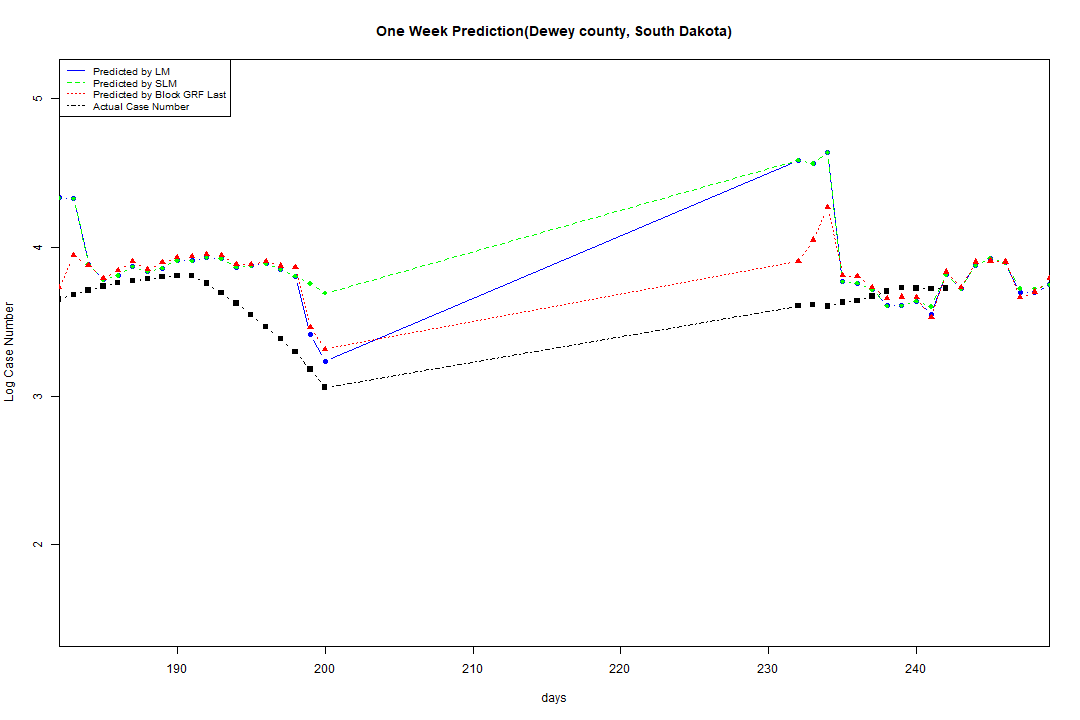 One Week Prediction(Dewey county, South Dakota)
Predicted by LM
Predicted by SLM
Predicted by Block GRF Last
Actual Case Number
5
4
3
2
Log Case Number
190 200 210 220 230 240
days